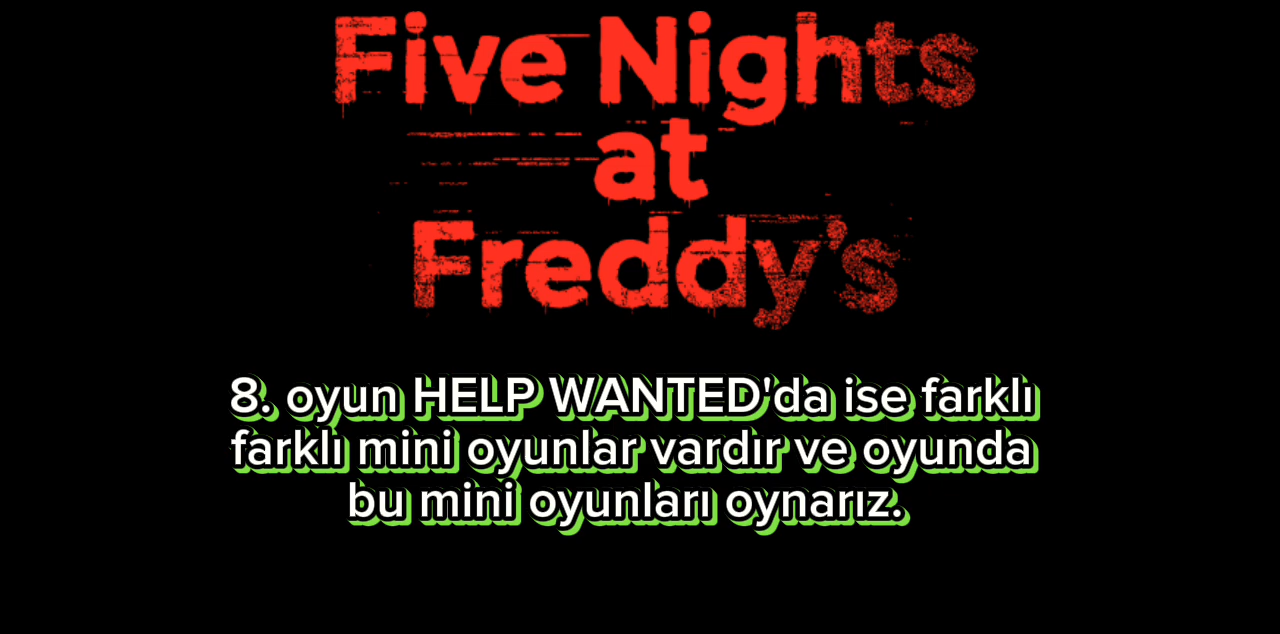 Five Nights
at
Freddy's
8. oyun HELP WANTED'da ise farklı
farklı mini oyunlar vardır ve oyunda
bu mini oyunları oynarız.